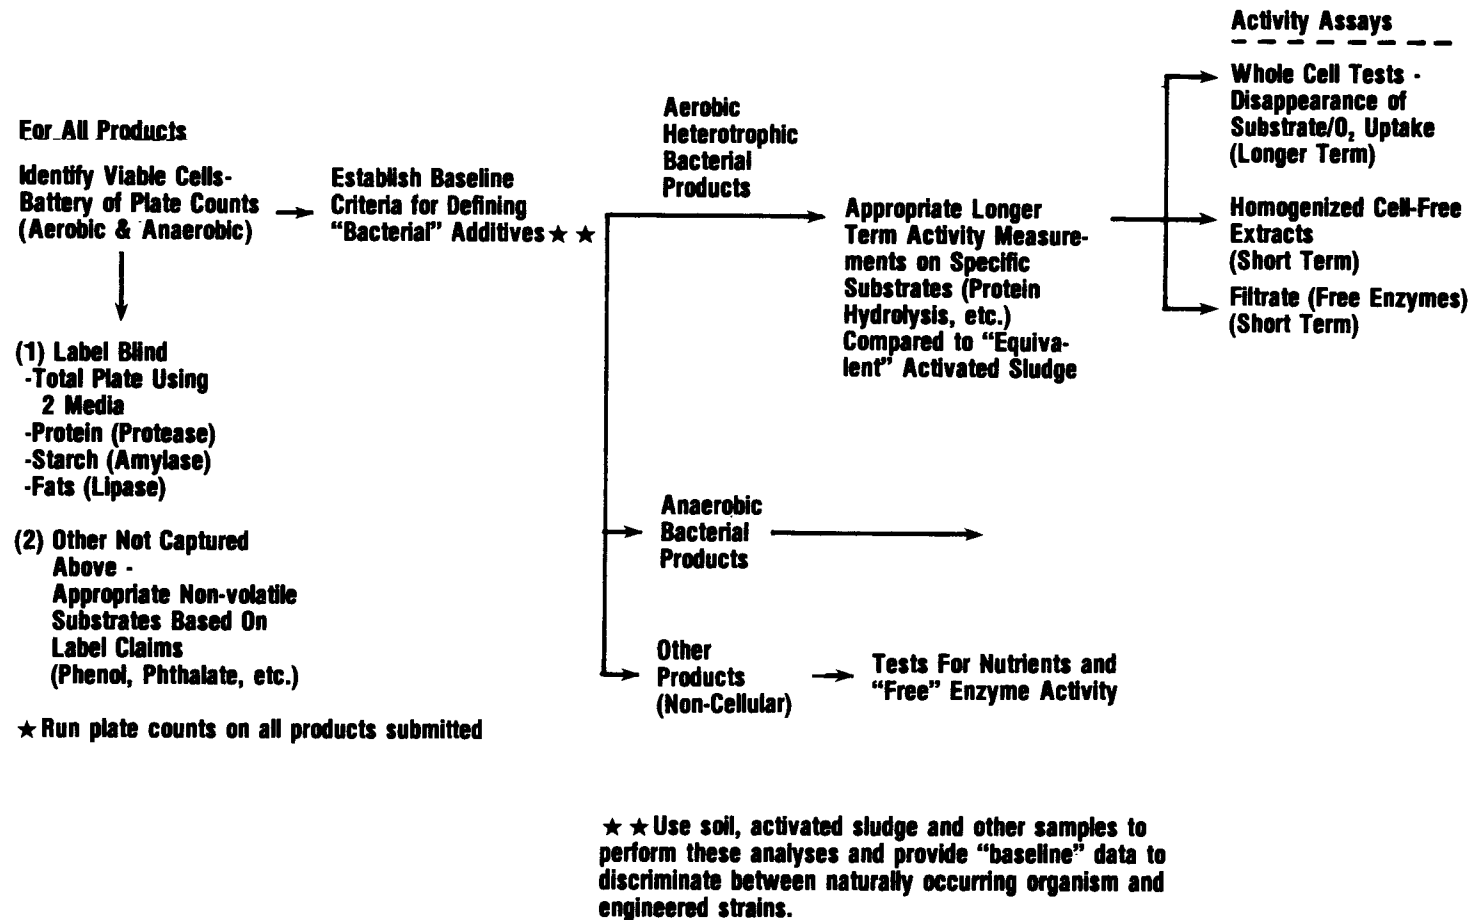 For All Products
Identify Viable Cells-
Battery of Plate Counts
(Aerobic & Anaerobic)
(1) Label Blind
-Total Plate Using
2 Media
-Protein (Protease)
-Starch (Amylase)
-Fats (Lipase)
(2) Other Not Captured
Above -
Appropriate Non-volatile
Substrates Based On
Label Claims
(Phenol, Phthalate, etc.)
★ Run plate counts on all products submitted
Establish Baseline
Criteria for Defining
“Bacterial” Additives ★ ★
Aerobic
Heterotrophic
Bacterial
Products
Appropriate Longer
Term Activity Measure-
ments on Specific
Substrates (Protein
Hydrolysis, etc.)
Compared to “Equiva-
lent” Activated Sludge
Activity Assays
Whole Cell Tests -
Disappearance of
Substrate/O₂ Uptake
(Longer Term)
Homogenized Cell-Free
Extracts
(Short Term)
Filtrate (Free Enzymes)
(Short Term)
Anaerobic
Bacterial
Products
Other
Products
(Non-Cellular)
Tests For Nutrients and
“Free” Enzyme Activity
★ ★ Use soil, activated sludge and other samples to
perform these analyses and provide “baseline” data to
discriminate between naturally occurring organism and
engineered strains.